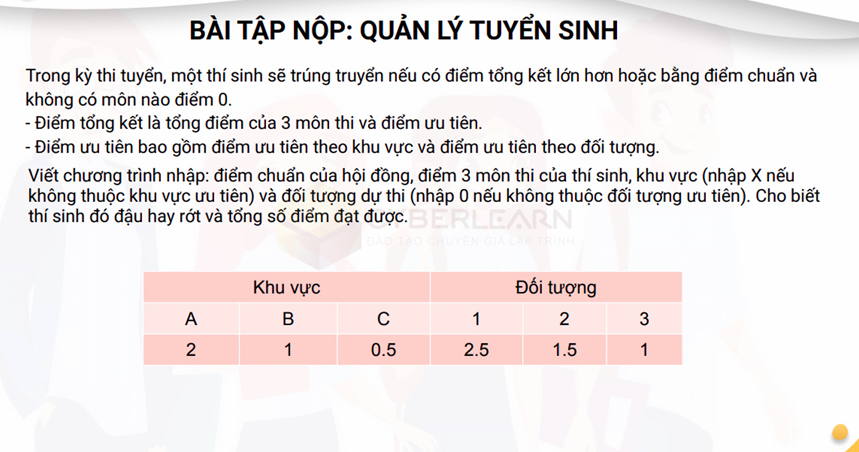 BÀI TẬP NỘP: QUẢN LÝ TUYỂN SINH
Trong kỳ thi tuyển, một thí sinh sẽ trúng truyển nếu có điểm tổng kết lớn hơn hoặc bằng điểm chuẩn và
không có môn nào điểm 0.
- Điểm tổng kết là tổng điểm của 3 môn thi và điểm ưu tiên.
- Điểm ưu tiên bao gồm điểm ưu tiên theo khu vực và điểm ưu tiên theo đối tượng.
Viết chương trình nhập: điểm chuẩn của hội đồng, điểm 3 môn thi của thí sinh, khu vực (nhập X nếu
không thuộc khu vực ưu tiên) và đối tượng dự thi (nhập 0 nếu không thuộc đối tượng ưu tiên). Cho biết
thí sinh đó đậu hay rớt và tổng số điểm đạt được.
CYBERLEARN
ĐÀO TẠO CHUYÊN GIA LẬP TRÌNH
Khu vực Đối tượng
A B C 1 2 3
2 1 0.5 2.5 1.5 1